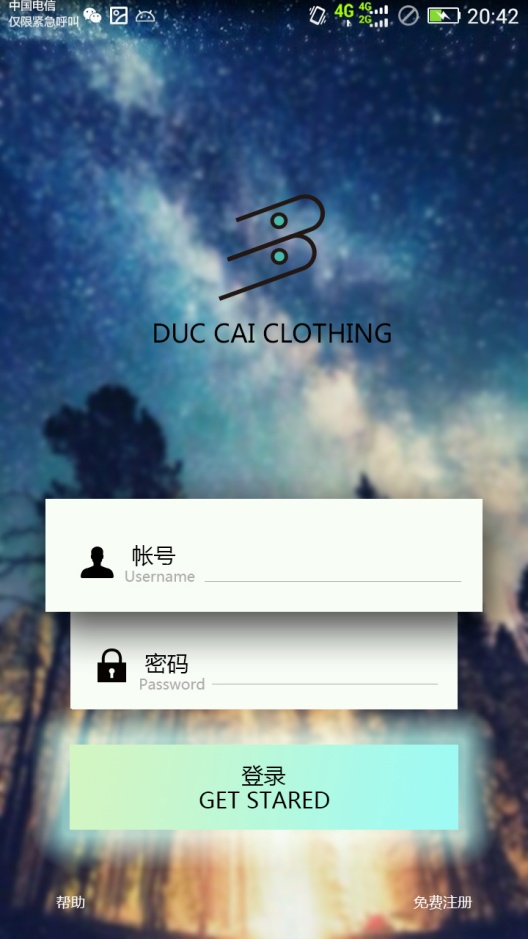 中国电信
仅限紧急呼叫
4G 4G 2G 20:42
DUC CAI CLOTHING
帐号
Username
密码
Password
登录
GET STARED
帮助 免费注册